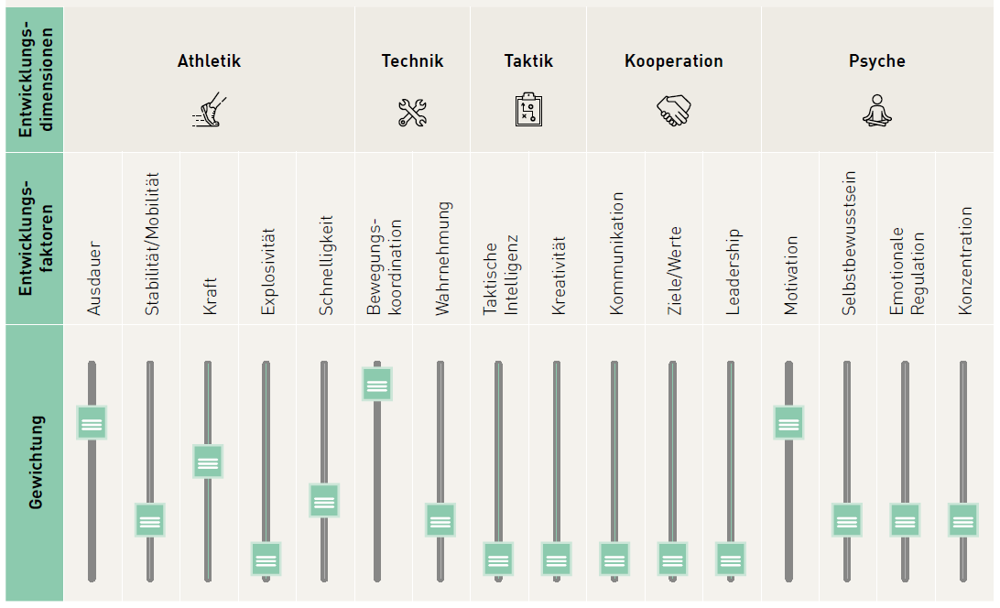 Entwicklungs-
dimensionen
Athletik
Technik
Taktik
Kooperation
Psyche
Entwicklungs-
faktoren
Ausdauer
Stabilität/Mobilität
Kraft
Explosivität
Schnelligkeit
Bewegungs-
koordination
Wahrnehmung
Taktische
Intelligenz
Kreativität
Kommunikation
Ziele/Werte
Leadership
Motivation
Selbstbewusstsein
Emotionale
Regulation
Konzentration
Gewichtung